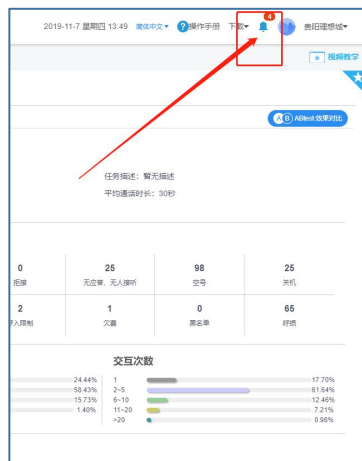 2019-11-7 星期四 13:49 简体中文 ? 操作手册 下载 4 贵阳理想城
视频教学
A B ABtest 效果对比
任务描述：暂无描述
平均通话时长：30秒
0 25 98 25
拒接 无应答、无人接听 空号 关机
2 1 0 65
呼入限制 欠费 黑名单 呼损
交互次数
24.44% 1 17.70%
58.43% 2~5 61.64%
15.73% 6~10 12.46%
1.40% 11~20 7.21%
>20 0.98%